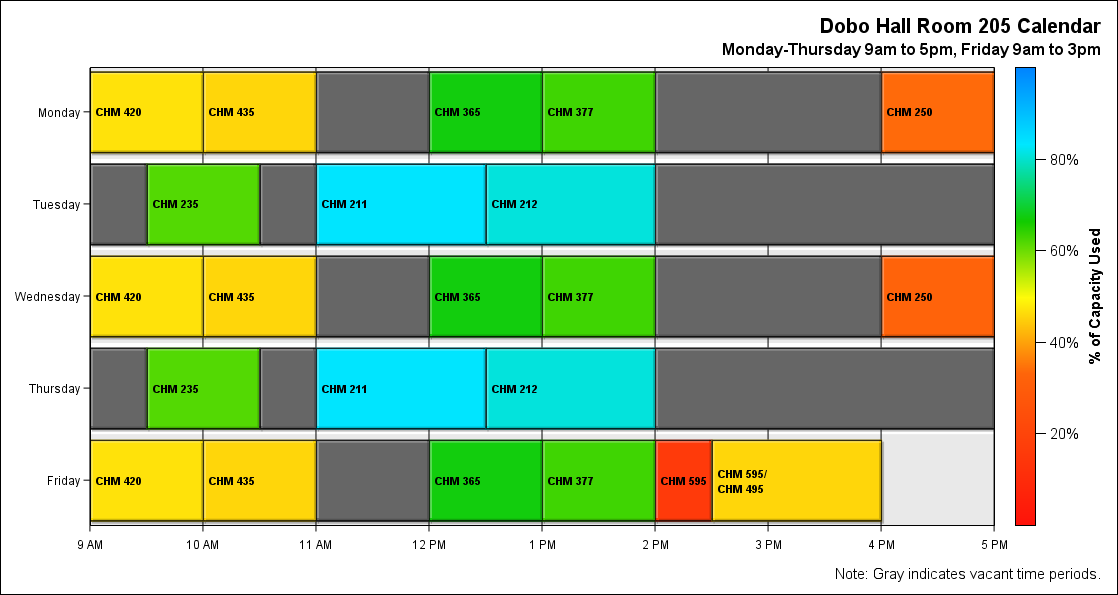 Dobo Hall Room 205 Calendar
Monday-Thursday 9am to 5pm, Friday 9am to 3pm
Monday
CHM 420
CHM 435
CHM 365
CHM 377
CHM 250
Tuesday
CHM 235
CHM 211
CHM 212
Wednesday
CHM 420
CHM 435
CHM 365
CHM 377
CHM 250
Thursday
CHM 235
CHM 211
CHM 212
Friday
CHM 420
CHM 435
CHM 365
CHM 377
CHM 595
CHM 595/
CHM 495
9 AM
10 AM
11 AM
12 PM
1 PM
2 PM
3 PM
4 PM
5 PM
80%
60%
40%
20%
% of Capacity Used
Note: Gray indicates vacant time periods.